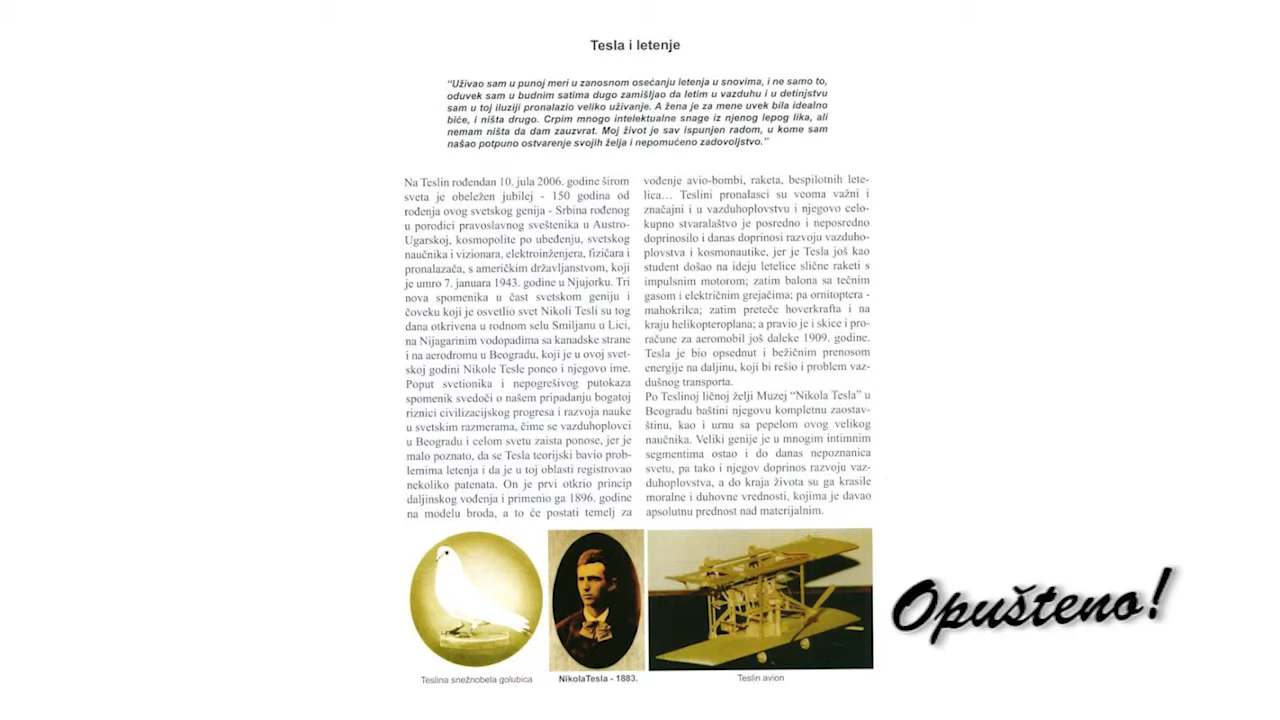 Tesla i letenje
“Uživao sam u punoj meri u zanosnom osećanju letenja u snovima, i ne samo to,
oduvek sam u budnim satima dugo zamišljao da letim u vazduhu i u detinjstvu
sam u toj iluziji pronalazio veliko uživanje. A žena je za mene uvek bila idealno
biće, i ništa drugo. Crpim mnogo intelektualne snage iz njenog lepog lika, ali
nemam ništa da dam zauzvrat. Moj život je sav ispunjen radom, u kome sam
našao potpuno ostvarenje svojih želja i nepomućeno zadovoljstvo.”
Na Teslin rođendan 10. jula 2006. godine širom
sveta je obeležen jubilej - 150 godina od
rođenja ovog svetskog genija - Srbina rođenog
u porodici pravoslavnog sveštenika u Austro-
Ugarskoj, kosmopolite po ubeđenju, svetskog
naučnika i vizionara, elektroinženjera, fizičara i
pronalazača, s američkim državljanstvom, koji
je umro 7. januara 1943. godine u Njujorku. Tri
nova spomenika u čast svetskom geniju i
čoveku koji je osvetlio svet Nikoli Tesli su tog
dana otkrivena u rodnom selu Smiljanu u Lici,
na Nijagarinim vodopadima sa kanadske strane
i na aerodromu u Beogradu, koji je u ovoj svet-
skoj godini Nikole Tesle poneo i njegovo ime.
Poput svetionika i nepogrešivog putokaza
spomenik svedoči o našem pripadanju bogatoj
riznici civilizacijskog progresa i razvoja nauke
u svetskim razmerama, čime se vazduhoplovci
u Beogradu i celom svetu zaista ponose, jer je
malo poznato, da se Tesla teorijski bavio prob-
lemima letenja i da je u toj oblasti registrovao
nekoliko patenata. On je prvi otkrio princip
daljinskog vođenja i primenio ga 1896. godine
na modelu broda, a to će postati temelj za
vođenje avio-bombi, raketa, bespilotnih lete-
lica… Teslini pronalasci su veoma važni i
značajni i u vazduhoplovstvu i njegovo celo-
kupno stvaralaštvo je posredno i neposredno
doprinosilo i danas doprinosi razvoju vazduho-
plovstva i kosmonautike, jer je Tesla još kao
student došao na ideju letelice slične raketi s
impulsnim motorom; zatim balona sa tečnim
gasom i električnim grejačima; pa ornitoptera -
mahokrilca; zatim preteče hoverkrafta i na
kraju helikopteroplana; a pravio je i skice i pro-
račune za aeromobil još daleke 1909. godine.
Tesla je bio opsednut i bežičnim prenosom
energije na daljinu, koji bi rešio i problem vaz-
dušnog transporta.
Po Teslinoj ličnoj želji Muzej “Nikola Tesla” u
Beogradu baštini njegovu kompletnu zaostav-
štinu, kao i urnu sa pepelom ovog velikog
naučnika. Veliki genije je u mnogim intimnim
segmentima ostao i do danas nepoznanica
svetu, pa tako i njegov doprinos razvoju vaz-
duhoplovstva, a do kraja života su ga krasile
moralne i duhovne vrednosti, kojima je davao
apsolutnu prednost nad materijalnim.
Teslina snežnobela golubica
NikolaTesla - 1883.
Teslin avion
Opušteno!